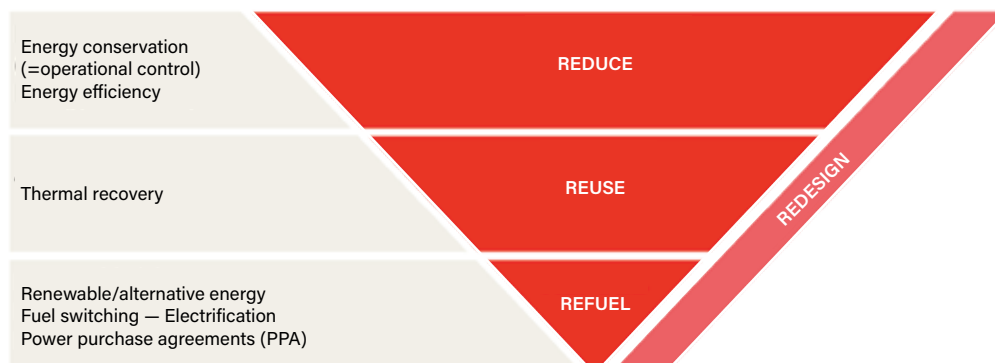 Energy conservation
(=operational control)
Energy efficiency
REDUCE
Thermal recovery
REUSE
Renewable/alternative energy
Fuel switching — Electrification
Power purchase agreements (PPA)
REFUEL
REDESIGN